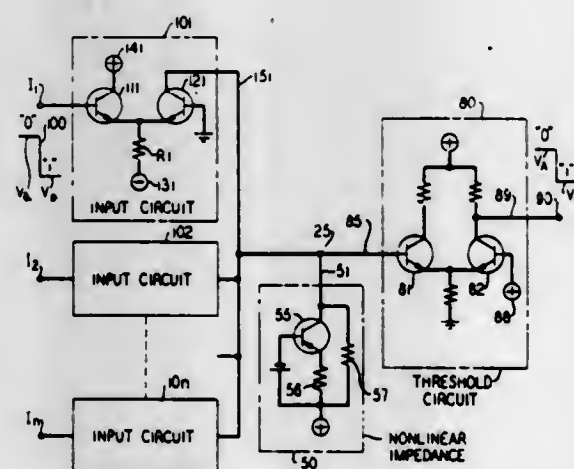 101
141
I1
111
121
151
"0"
100
"1"
R1
131
INPUT CIRCUIT
102
I2
INPUT CIRCUIT
10n
Im
INPUT CIRCUIT
25
85
51
55
56
57
50
NONLINEAR
IMPEDANCE
80
"0"
VA
"1"
89
90
81
82
88
THRESHOLD
CIRCUIT